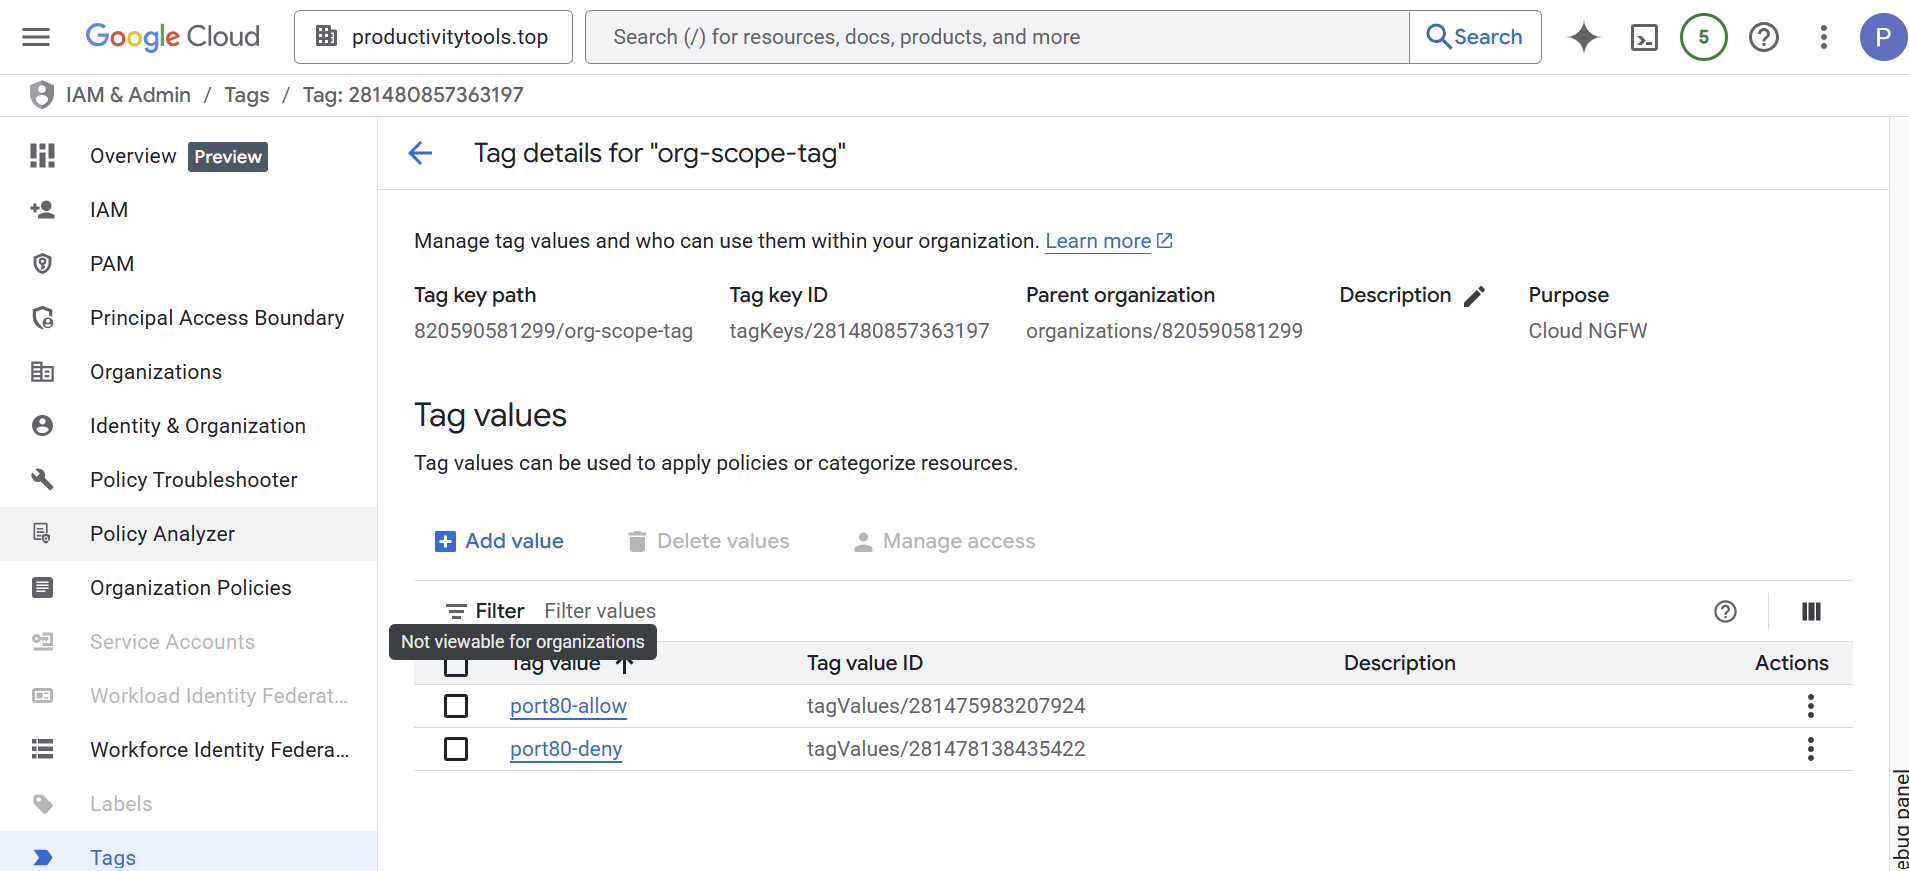 Google Cloud
productivitytools.top
Search (/) for resources, docs, products, and more
Search
5
P
IAM & Admin / Tags / Tag: 281480857363197
Overview Preview
IAM
PAM
Principal Access Boundary
Organizations
Identity & Organization
Policy Troubleshooter
Policy Analyzer
Organization Policies
Service Accounts
Workload Identity Federat...
Workforce Identity Federa...
Labels
Tags
Tag details for "org-scope-tag"
Manage tag values and who can use them within your organization. Learn more
Tag key path
820590581299/org-scope-tag
Tag key ID
tagKeys/281480857363197
Parent organization
organizations/820590581299
Description
Purpose
Cloud NGFW
Tag values
Tag values can be used to apply policies or categorize resources.
Add value
Delete values
Manage access
Filter Filter values
Not viewable for organizations
Tag value Tag value ID Description Actions
port80-allow tagValues/281475983207924
port80-deny tagValues/281478138435422
ebug panel